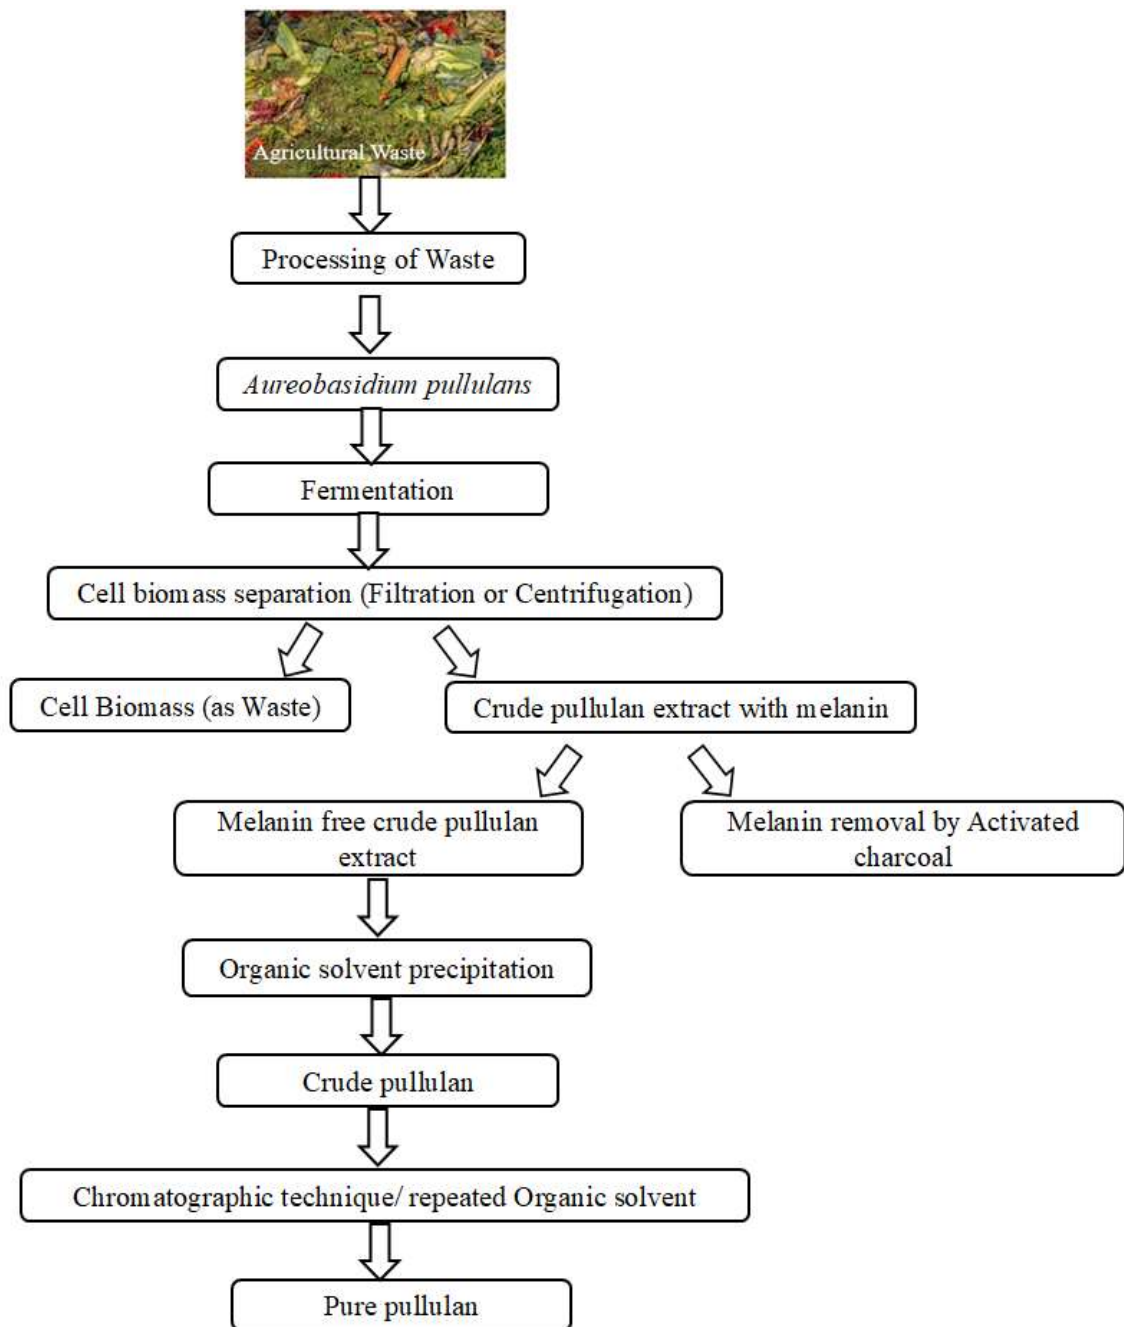 Agricultural Waste
Processing of Waste
Aureobasidium pullulans
Fermentation
Cell biomass separation (Filtration or Centrifugation)
Cell Biomass (as Waste)
Crude pullulan extract with melanin
Melanin free crude pullulan
extract
Melanin removal by Activated
charcoal
Organic solvent precipitation
Crude pullulan
Chromatographic technique/ repeated Organic solvent
Pure pullulan